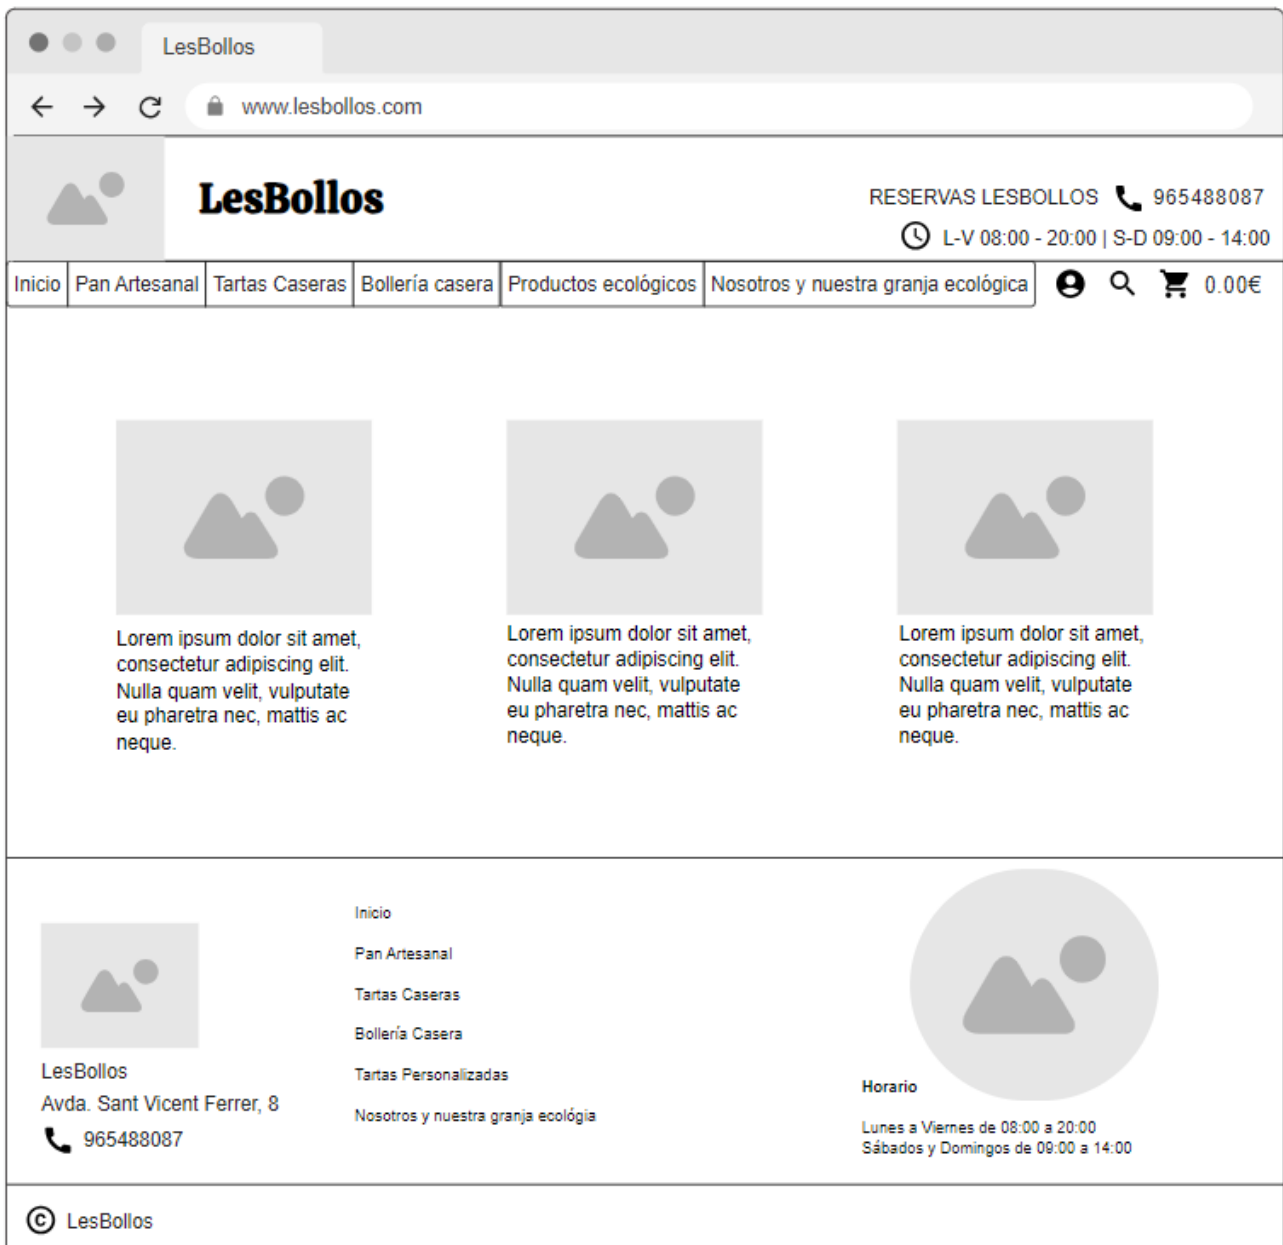 LesBollos
www.lesbollos.com
LesBollos
RESERVAS LESBOLLOS 965488087
L-V 08:00 - 20:00 | S-D 09:00 - 14:00
Inicio
Pan Artesanal
Tartas Caseras
Bollería casera
Productos ecológicos
Nosotros y nuestra granja ecológica
0.00€
Lorem ipsum dolor sit amet,
consectetur adipiscing elit.
Nulla quam velit, vulputate
eu pharetra nec, mattis ac
neque.
Lorem ipsum dolor sit amet,
consectetur adipiscing elit.
Nulla quam velit, vulputate
eu pharetra nec, mattis ac
neque.
Lorem ipsum dolor sit amet,
consectetur adipiscing elit.
Nulla quam velit, vulputate
eu pharetra nec, mattis ac
neque.
LesBollos
Avda. Sant Vicent Ferrer, 8
965488087
Inicio
Pan Artesanal
Tartas Caseras
Bollería Casera
Tartas Personalizadas
Nosotros y nuestra granja ecológia
Horario
Lunes a Viernes de 08:00 a 20:00
Sábados y Domingos de 09:00 a 14:00
© LesBollos